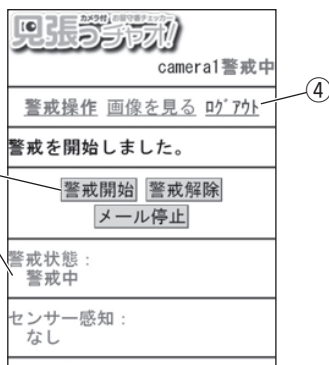 カメラ付お留守番チェッカー
見張っちゃお!
camera1警戒中
④
警戒操作 画像を見る ﾛｸﾞｱｳﾄ
警戒を開始しました。
警戒開始 警戒解除
メール停止
警戒状態:
警戒中
センサー感知:
なし